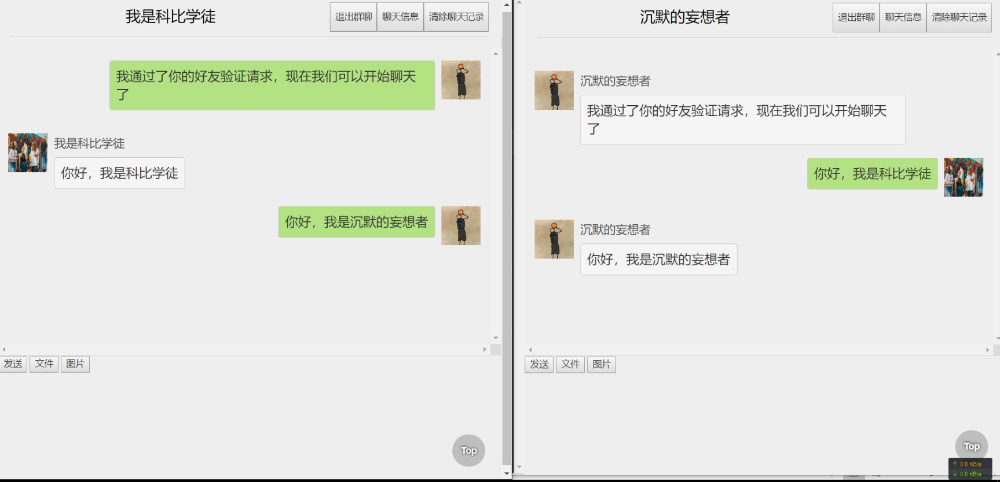 我是科比学徒
退出群聊 聊天信息 清除聊天记录
我通过了你的好友验证请求，现在我们可以开始聊天
了
我是科比学徒
你好，我是科比学徒
你好，我是沉默的妄想者
发送 文件 图片
Top
沉默的妄想者
退出群聊 聊天信息 清除聊天记录
沉默的妄想者
我通过了你的好友验证请求，现在我们可以开始聊天
了
你好，我是科比学徒
沉默的妄想者
你好，我是沉默的妄想者
发送 文件 图片
Top
↑ 0.0 KB/s
↓ 0.0 KB/s